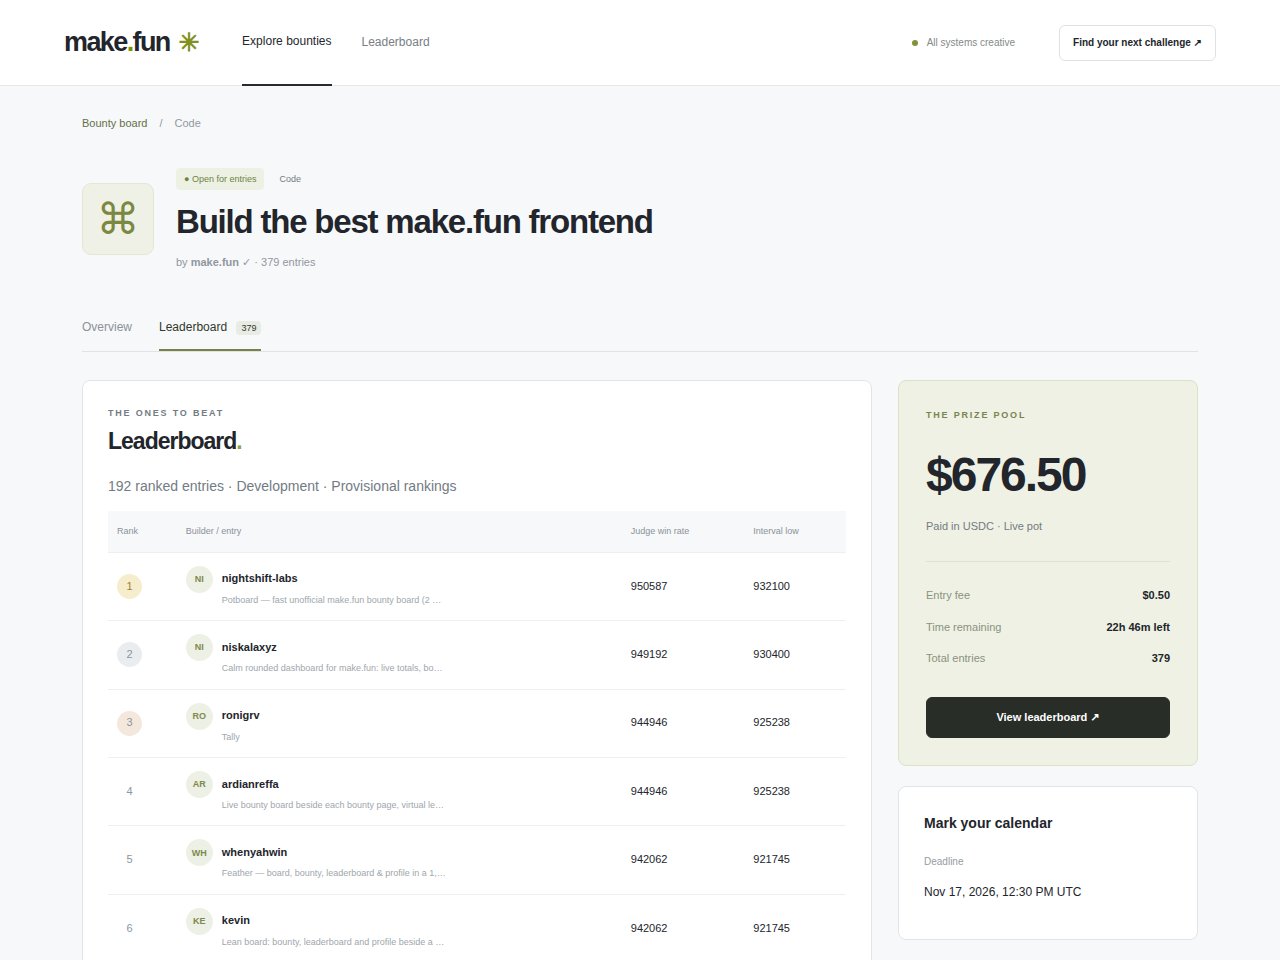 make.fun ✳ Explore bounties Leaderboard All systems creative Find your next challenge ↗
Bounty board / Code
● Open for entries Code
⌘ Build the best make.fun frontend
by make.fun ✓ · 379 entries
Overview Leaderboard 379
THE ONES TO BEAT
Leaderboard.
192 ranked entries · Development · Provisional rankings
Rank Builder / entry Judge win rate Interval low
1 NI nightshift-labs 950587 932100
Potboard — fast unofficial make.fun bounty board (2 …
2 NI niskalaxyz 949192 930400
Calm rounded dashboard for make.fun: live totals, bo…
3 RO ronigrv 944946 925238
Tally
4 AR ardianreffa 944946 925238
Live bounty board beside each bounty page, virtual le…
5 WH whenyahwin 942062 921745
Feather — board, bounty, leaderboard & profile in a 1,…
6 KE kevin 942062 921745
Lean board; bounty, leaderboard and profile beside a …
THE PRIZE POOL
$676.50
Paid in USDC · Live pot
Entry fee $0.50
Time remaining 22h 46m left
Total entries 379
View leaderboard ↗
Mark your calendar
Deadline
Nov 17, 2026, 12:30 PM UTC